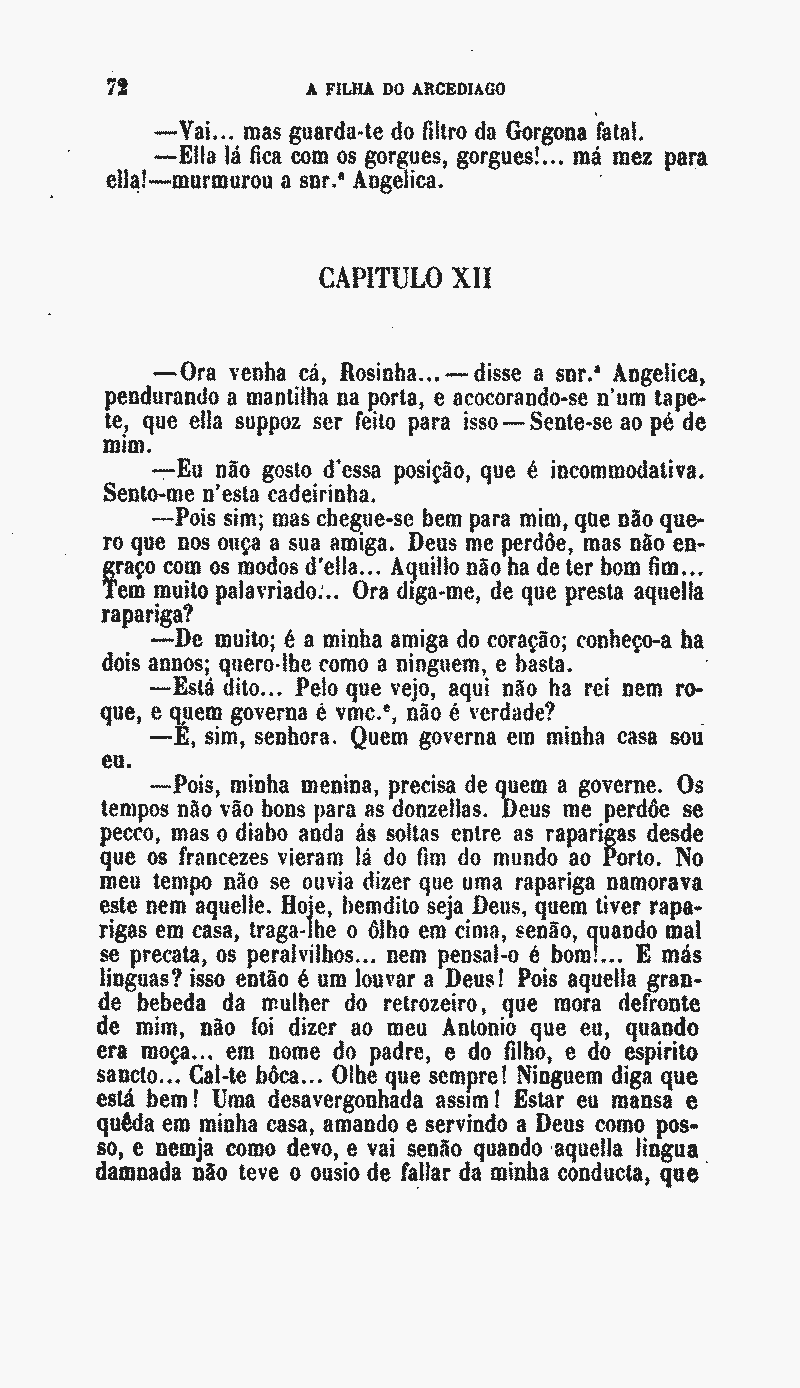 72 A FILHA DO ARCEDIAGO
—Vai... mas guarda-te do filtro da Gorgona fatal.
—Ella lá fica com os gorgues, gorgues!... má mez para
ella!—murmurou a snr.ª Angelica.
CAPITULO XII
—Ora venha cá, Rosinha...—disse a snr.ª Angelica,
pendurando a mantilha na porta, e acocorando-se n'um tape-
te, que ella suppoz ser feito para isso—Sente-se ao pé de
mim.
—Eu não gosto d'essa posição, que é incommodativa.
Sento-me n'esta cadeirinha.
—Pois sim; mas chegue-se bem para mim, que não que-
ro que nos ouça a sua amiga. Deus me perdôe, mas não en-
graço com os modos d'ella... Aquillo não ha de ter bom fim...
Tem muito palavriado... Ora diga-me, de que presta aquella
rapariga?
—De muito; é a minha amiga do coração; conheço-a ha
dois annos; quero-lhe como a ninguem, e basta.
—Está dito... Pelo que vejo, aqui não ha rei nem ro-
que, e quem governa é vmc.ê, não é verdade?
—É, sim, senhora. Quem governa em minha casa sou
eu.
—Pois, minha menina, precisa de quem a governe. Os
tempos não vão bons para as donzellas. Deus me perdôe se
pecco, mas o diabo anda ás soltas entre as raparigas desde
que os francezes vieram lá do fim do mundo ao Porto. No
meu tempo não se ouvia dizer que uma rapariga namorava
este nem aquelle. Hoje, bemdito seja Deus, quem tiver rapa-
rigas em casa, traga-lhe o ôlho em cima, senão, quando mal
se precata, os peralvilhos... nem pensal-o é bom!... E más
linguas? isso então é um louvar a Deus! Pois aquella gran-
de bebeda da mulher do retrozeiro, que mora defronte
de mim, não foi dizer ao meu Antonio que eu, quando
era moça... em nome do padre, e do filho, e do espirito
sancto... Cal-te bôca... Olhe que sempre! Ninguem diga que
está bem! Uma desavergonhada assim! Estar eu mansa e
quêda em minha casa, amando e servindo a Deus como pos-
so, e nemja como devo, e vai senão quando aquella lingua
damnada não teve o ousio de fallar da minha conducta, que